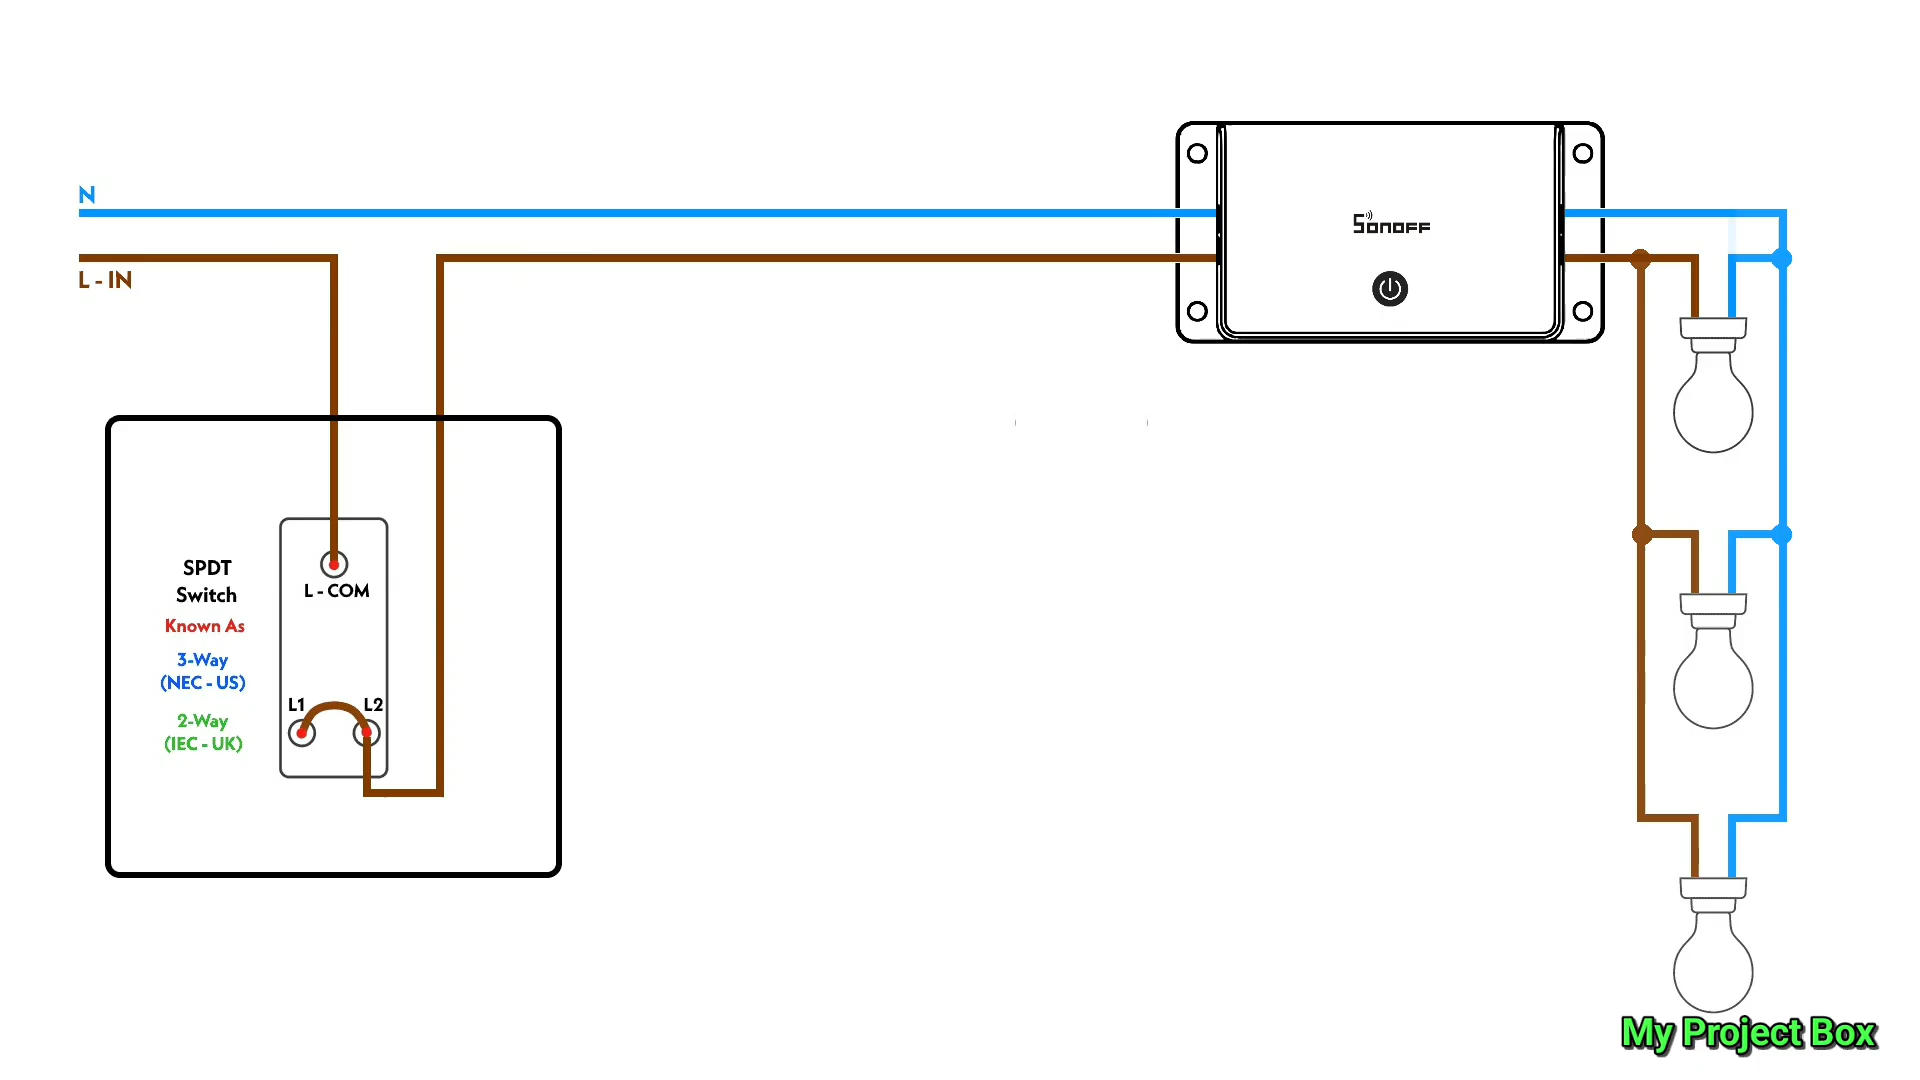 N
L - IN
SONOFF
SPDT
Switch
Known As
3-Way
(NEC - US)
2-Way
(IEC - UK)
L - COM
L1
L2
My Project Box